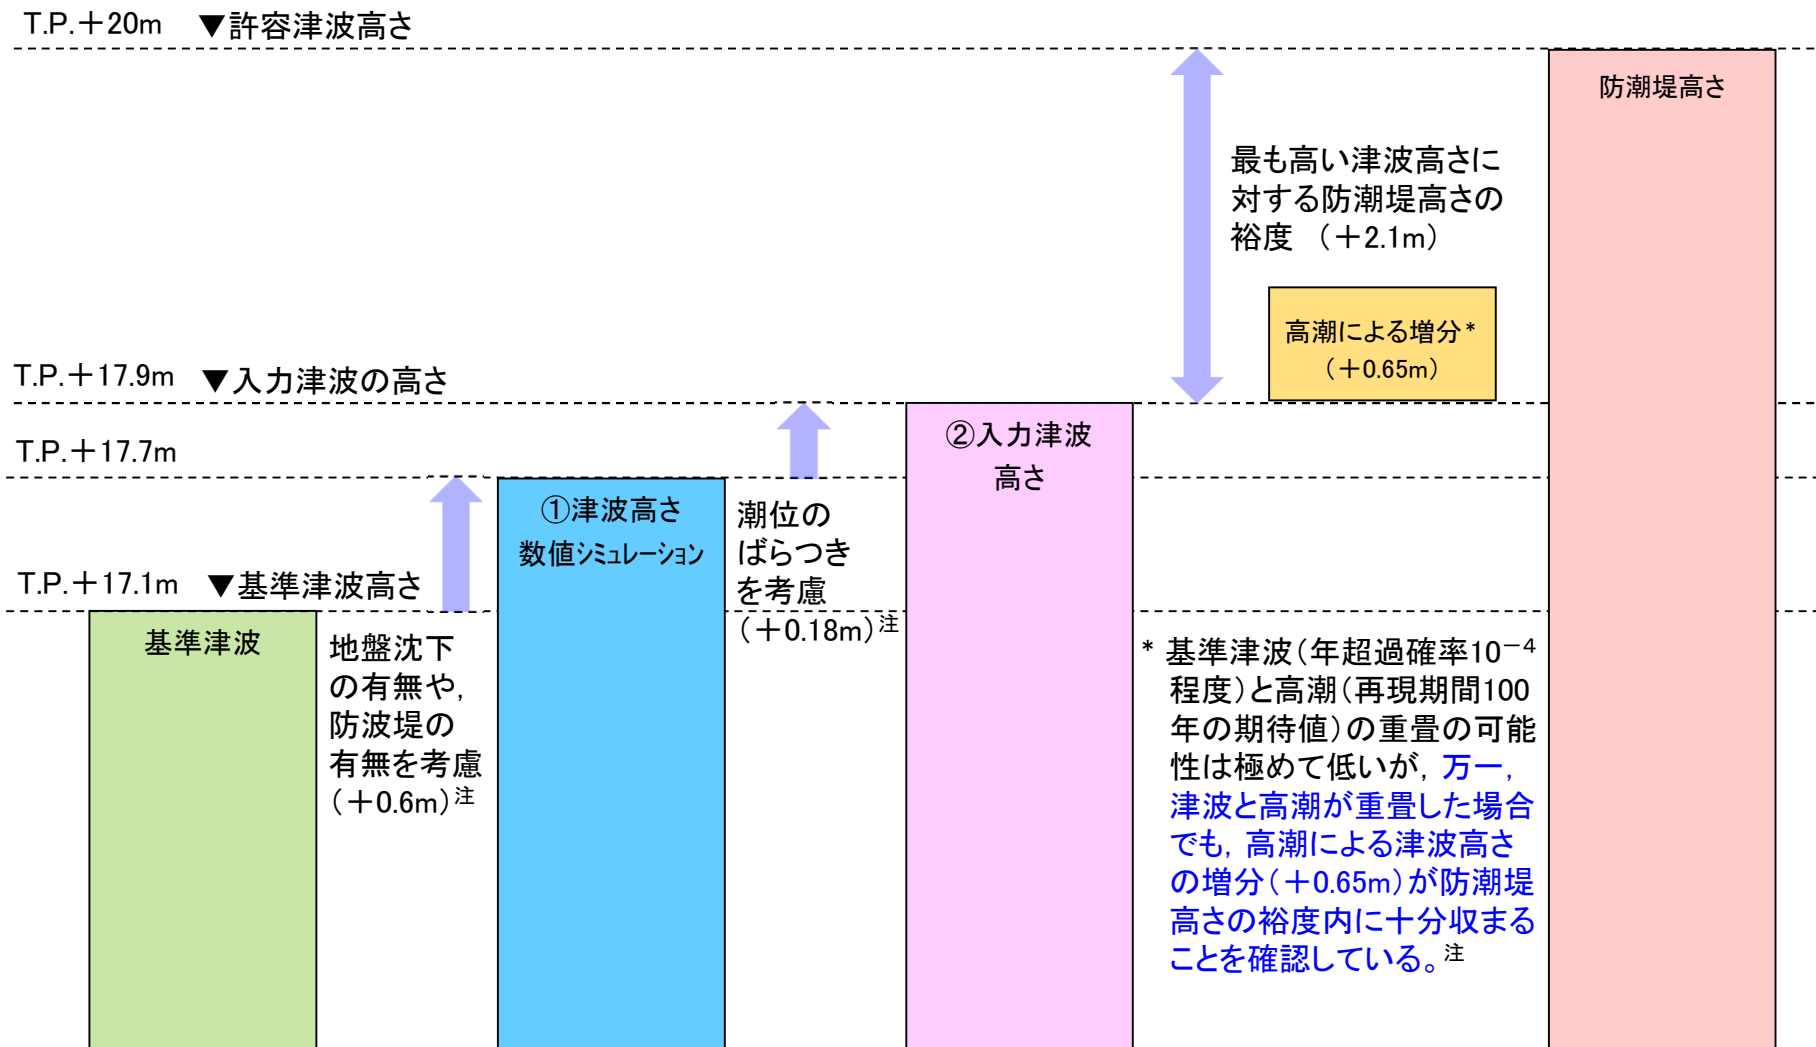 T.P.＋20m ▼許容津波高さ
防潮堤高さ
最も高い津波高さに
対する防潮堤高さの
裕度 （＋2.1m）
高潮による増分*
（＋0.65m）
T.P.＋17.9m ▼入力津波の高さ
②入力津波
高さ
T.P.＋17.7m
①津波高さ
数値シミュレーション
潮位の
ばらつき
を考慮
（＋0.18m）注
T.P.＋17.1m ▼基準津波高さ
基準津波
地盤沈下
の有無や，
防波堤の
有無を考慮
（＋0.6m）注
* 基準津波（年超過確率10－4
程度）と高潮（再現期間100
年の期待値）の重畳の可能
性は極めて低いが，万一，
津波と高潮が重畳した場合
でも，高潮による津波高さ
の増分（＋0.65m）が防潮堤
高さの裕度内に十分収まる
ことを確認している。注